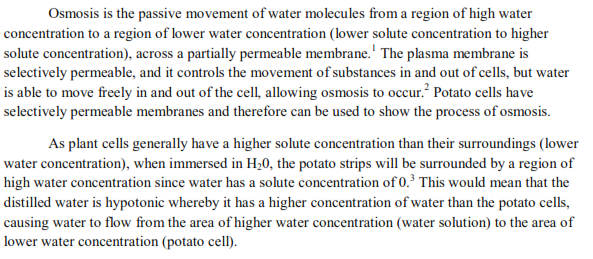 Osmosis is the passive movement of water molecules from a region of high water
concentration to a region of lower water concentration (lower solute concentration to higher
solute concentration), across a partially permeable membrane.¹ The plasma membrane is
selectively permeable, and it controls the movement of substances in and out of cells, but water
is able to move freely in and out of the cell, allowing osmosis to occur.² Potato cells have
selectively permeable membranes and therefore can be used to show the process of osmosis.
As plant cells generally have a higher solute concentration than their surroundings (lower
water concentration), when immersed in H₂0, the potato strips will be surrounded by a region of
high water concentration since water has a solute concentration of 0.³ This would mean that the
distilled water is hypotonic whereby it has a higher concentration of water than the potato cells,
causing water to flow from the area of higher water concentration (water solution) to the area of
lower water concentration (potato cell).